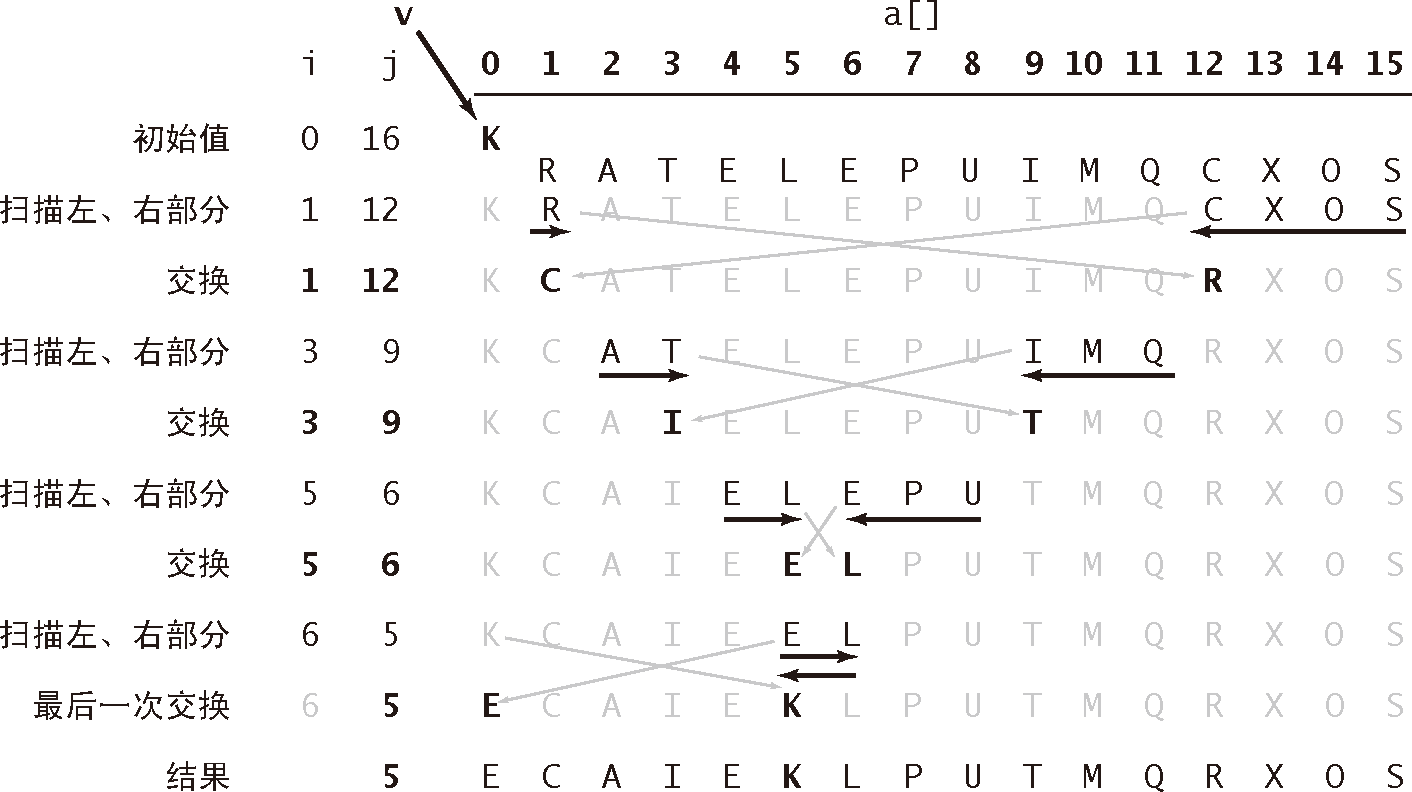 v a[]
i j 0 1 2 3 4 5 6 7 8 9 10 11 12 13 14 15
初始值 0 16 K
R A T E L E P U I M Q C X O S
扫描左、右部分 1 12 K R A T E L E P U I M Q C X O S
交换 1 12 K C A T E L E P U I M Q R X O S
扫描左、右部分 3 9 K C A T E L E P U I M Q R X O S
交换 3 9 K C A I E L E P U T M Q R X O S
扫描左、右部分 5 6 K C A I E L E P U T M Q R X O S
交换 5 6 K C A I E E L P U T M Q R X O S
扫描左、右部分 6 5 K C A I E E L P U T M Q R X O S
最后一次交换 6 5 E C A I E K L P U T M Q R X O S
结果 5 E C A I E K L P U T M Q R X O S